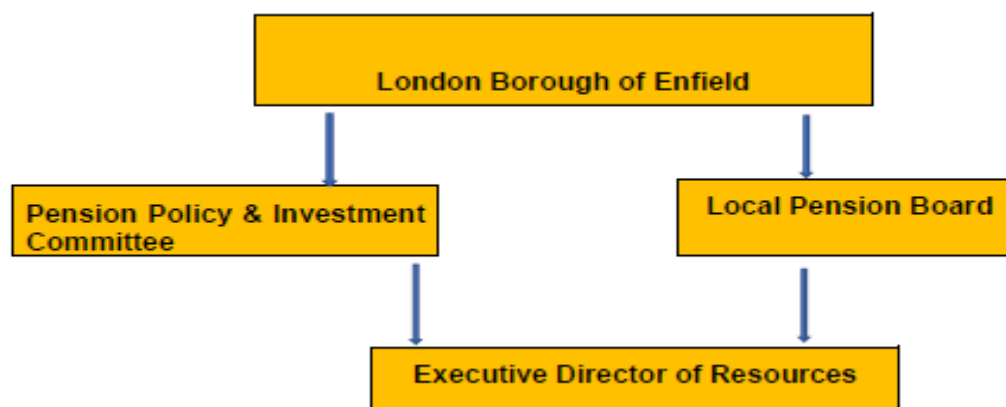 London Borough of Enfield
Pension Policy & Investment
Committee
Local Pension Board
Executive Director of Resources